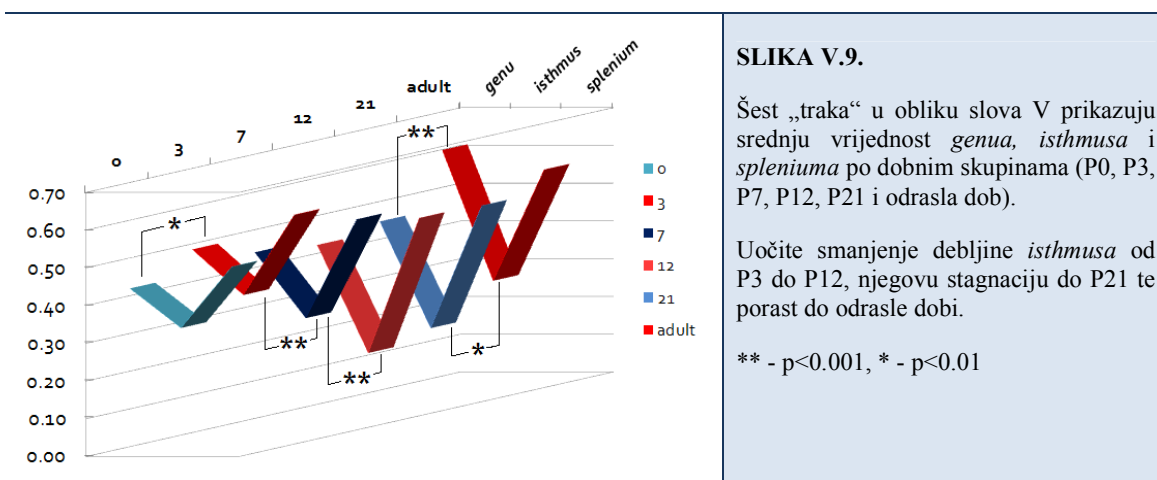 0 3 7 12 21 adult genu isthmus splenium
0.70
0.60
0.50
0.40
0.30
0.20
0.10
0.00
*
**
**
**
*
0
3
7
12
21
adult
SLIKA V.9.
Šest „traka“ u obliku slova V prikazuju
srednju vrijednost genua, isthmusa i
spleniuma po dobnim skupinama (P0, P3,
P7, P12, P21 i odrasla dob).
Uočite smanjenje debljine isthmusa od
P3 do P12, njegovu stagnaciju do P21 te
porast do odrasle dobi.
** - p<0.001, * - p<0.01